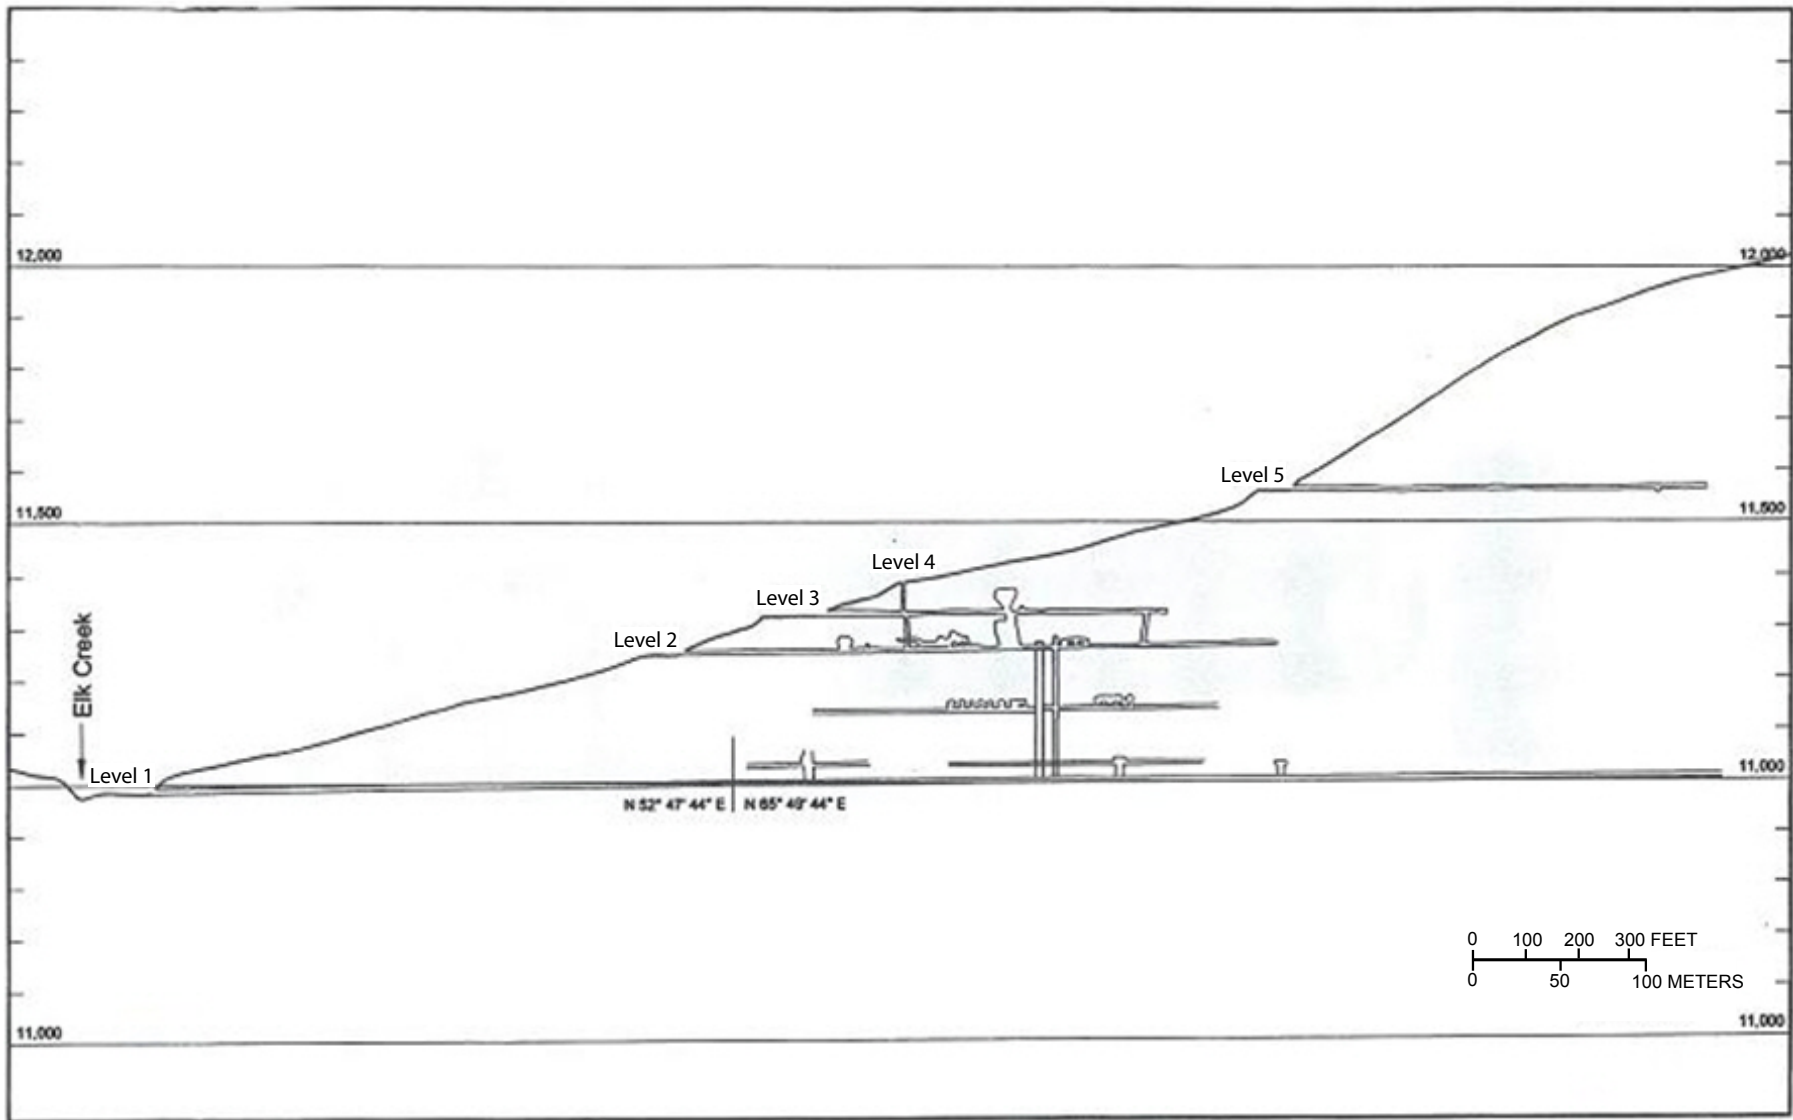 12,000
12,000
Level 5
11,500
11,500
Level 4
Level 3
Level 2
Elk Creek
Level 1
11,000
N 52° 47' 44" E
N 65° 49' 44" E
0 100 200 300 FEET
0 50 100 METERS
11,000
11,000